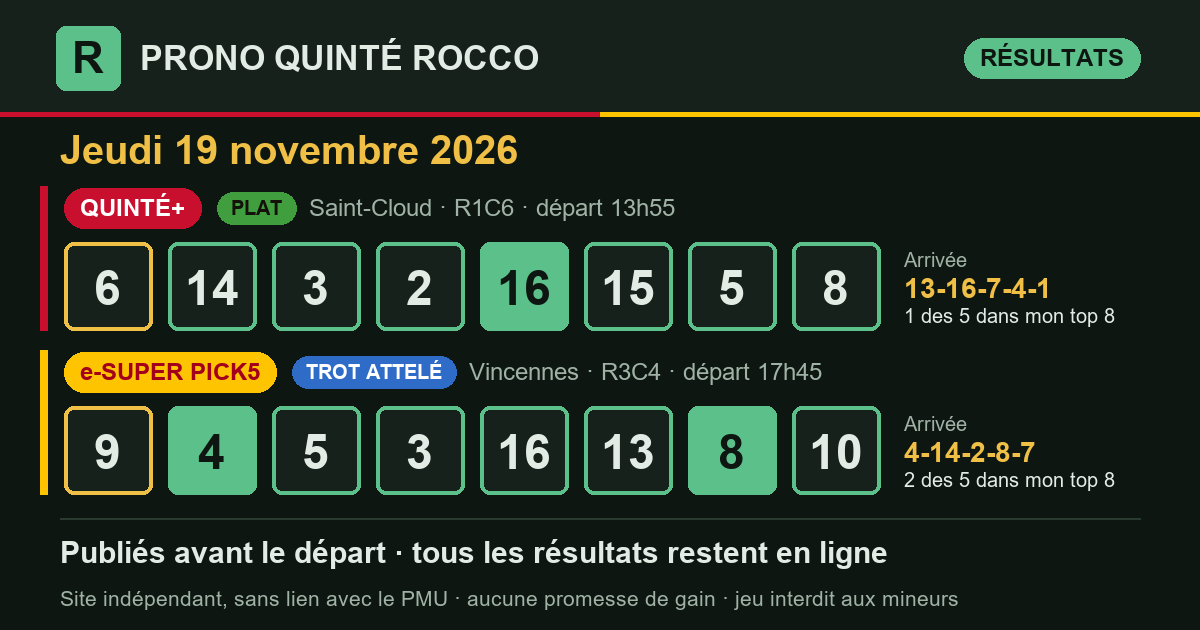 R PRONO QUINTÉ ROCCO RÉSULTATS
Jeudi 19 novembre 2026
QUINTÉ+ PLAT Saint-Cloud · R1C6 · départ 13h55
6 14 3 2 16 15 5 8
Arrivée
13-16-7-4-1
1 des 5 dans mon top 8
e-SUPER PICK5 TROT ATTELÉ Vincennes · R3C4 · départ 17h45
9 4 5 3 16 13 8 10
Arrivée
4-14-2-8-7
2 des 5 dans mon top 8
Publiés avant le départ · tous les résultats restent en ligne
Site indépendant, sans lien avec le PMU · aucune promesse de gain · jeu interdit aux mineurs